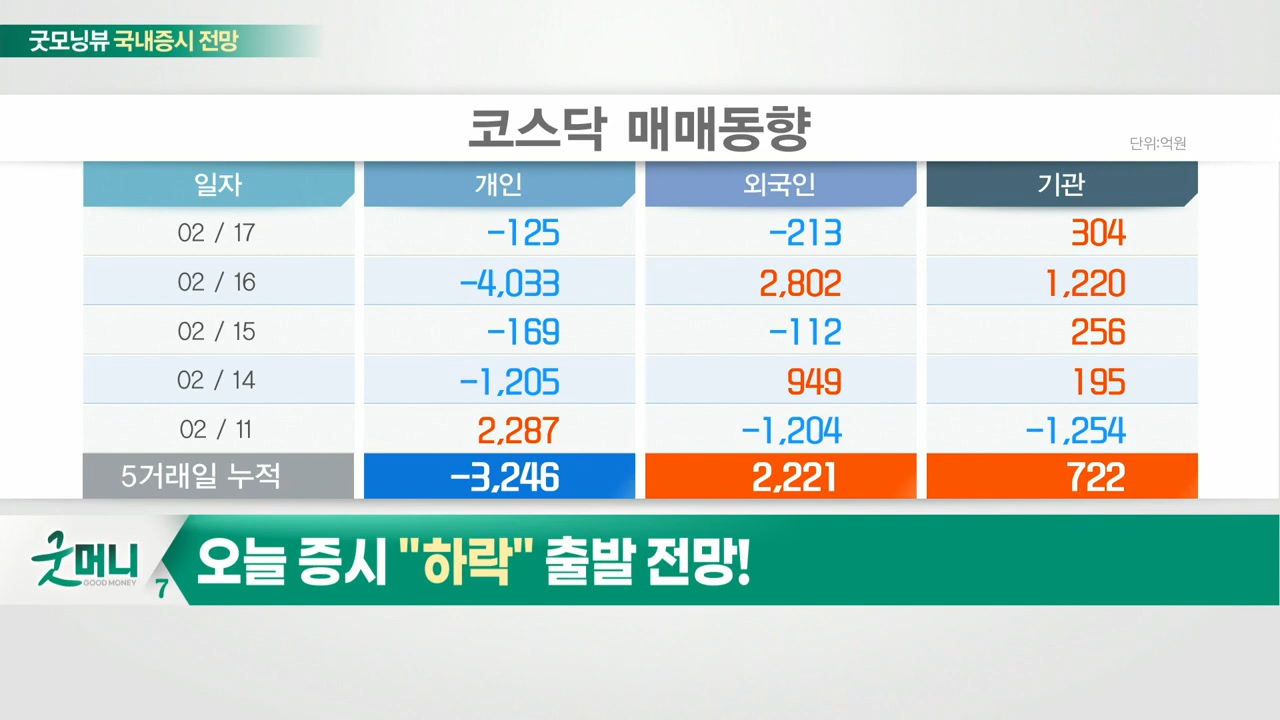 굿모닝뷰 국내증시 전망
코스닥 매매동향
단위:억원
일자 개인 외국인 기관
02 / 17 -125 -213 304
02 / 16 -4,033 2,802 1,220
02 / 15 -169 -112 256
02 / 14 -1,205 949 195
02 / 11 2,287 -1,204 -1,254
5거래일 누적 -3,246 2,221 722
굿머니 GOOD MONEY 7
오늘 증시 "하락" 출발 전망!